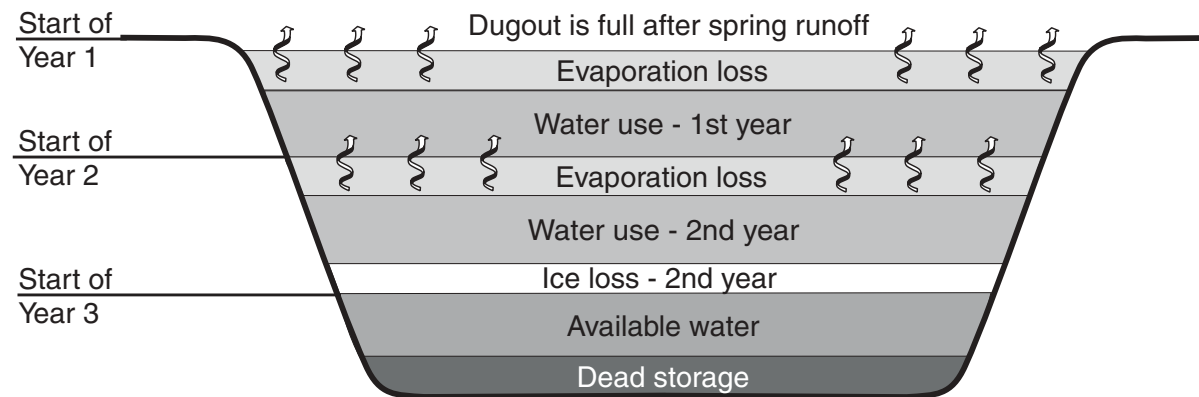 Start of
Year 1
Dugout is full after spring runoff
Evaporation loss
Water use - 1st year
Start of
Year 2
Evaporation loss
Water use - 2nd year
Ice loss - 2nd year
Start of
Year 3
Available water
Dead storage